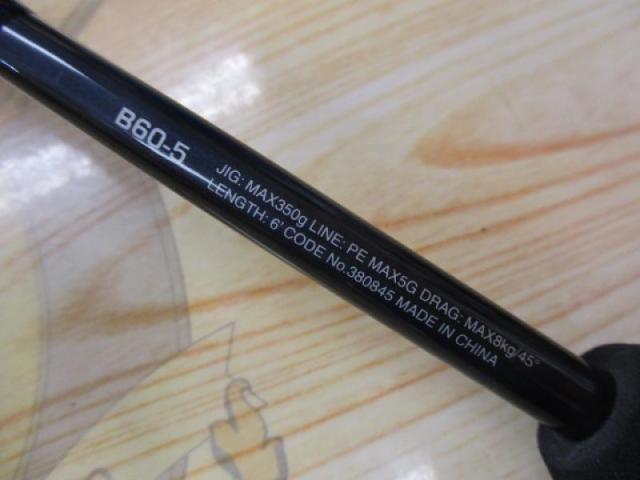 B60-5
JIG: MAX350g LINE: PE MAX5G DRAG: MAX8kg/45°
LENGTH: 6' CODE No.380845 MADE IN CHINA